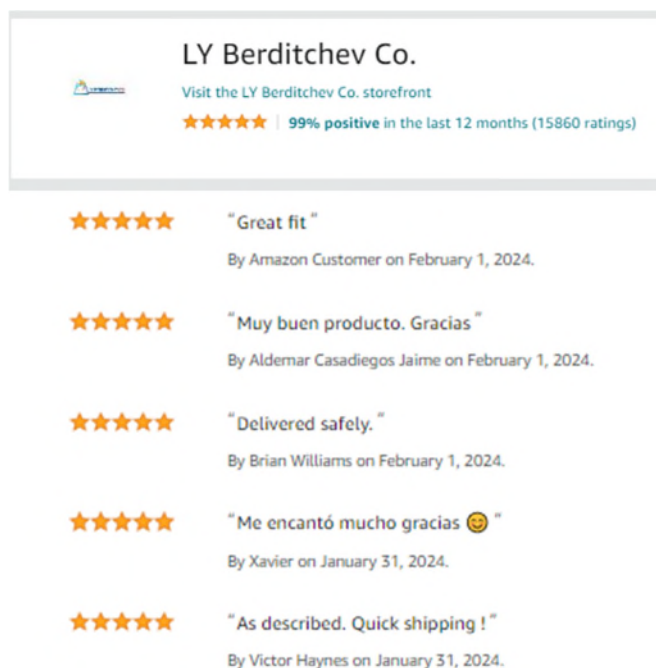 LY Berditchev Co.
Visit the LY Berditchev Co. storefront
99% positive in the last 12 months (15860 ratings)
"Great fit"
By Amazon Customer on February 1, 2024.
"Muy buen producto. Gracias"
By Aldemar Casadiegos Jaime on February 1, 2024.
"Delivered safely."
By Brian Williams on February 1, 2024.
"Me encantó mucho gracias 😊"
By Xavier on January 31, 2024.
"As described. Quick shipping !"
By Victor Haynes on January 31, 2024.